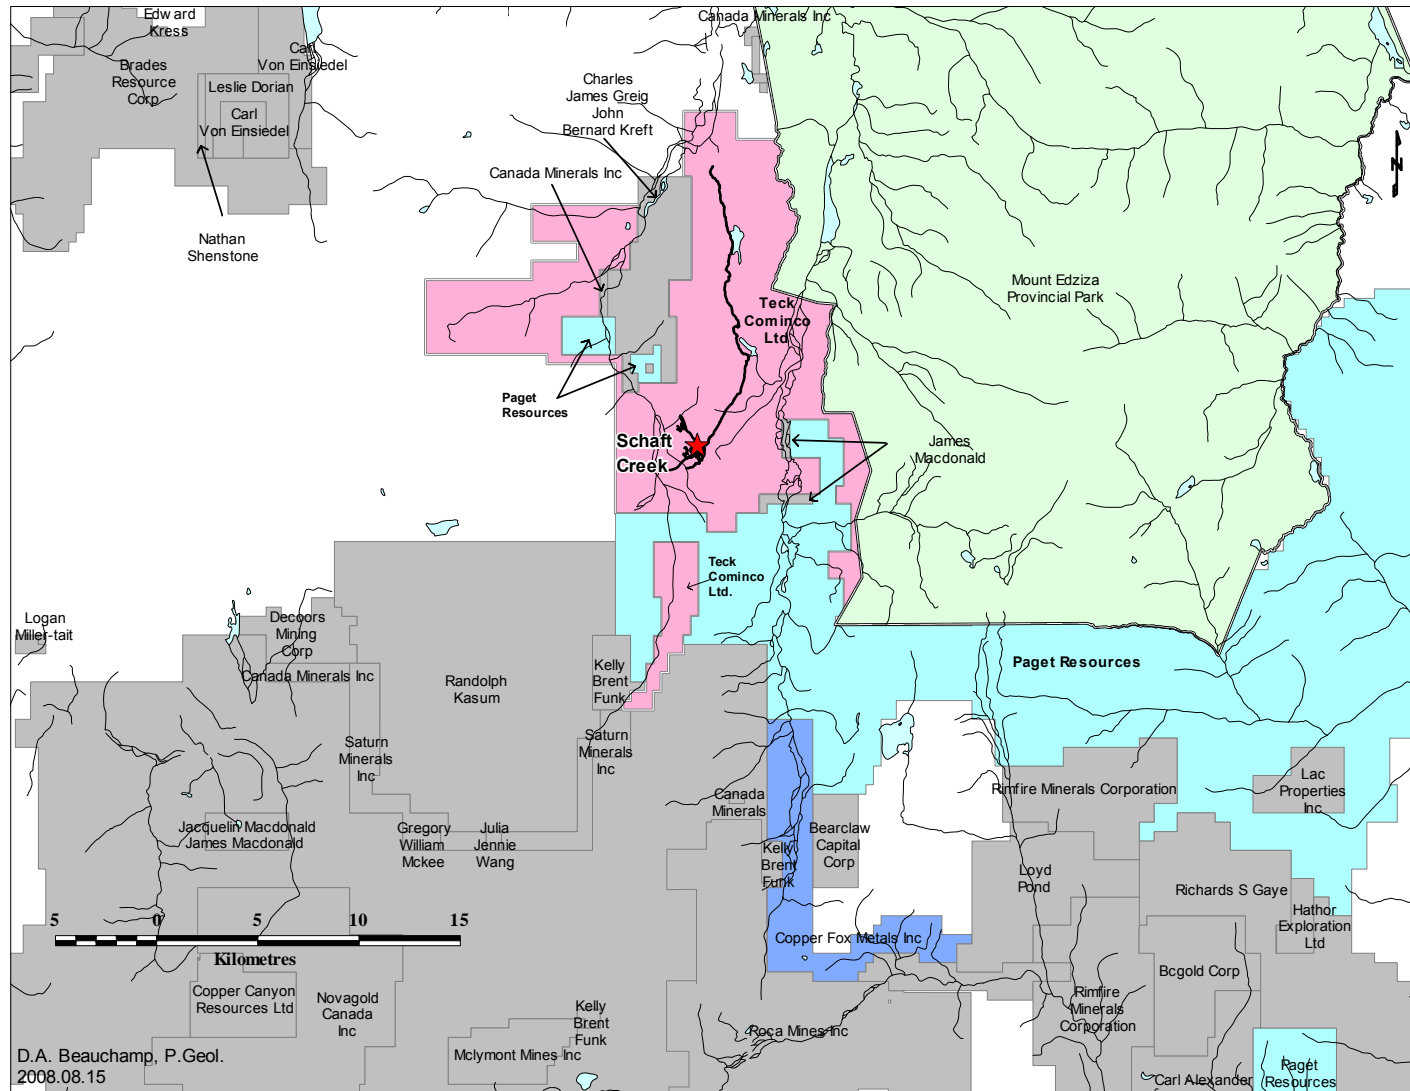 Edward
Kress
Canada Minerals Inc
Carl
Von Einsiedel
Brades
Resource
Corp
Leslie Dorian
Carl
Von Einsiedel
Charles
James Greig
John
Bernard Kreft
Canada Minerals Inc
Nathan
Shenstone
N
Mount Edziza
Provincial Park
Teck
Cominco
Ltd
Paget
Resources
Schaft
Creek
James
Macdonald
Teck
Cominco
Ltd.
Logan
Miller-tait
Decoors
Mining
Corp
Canada Minerals Inc
Randolph
Kasum
Kelly
Brent
Funk
Paget Resources
Saturn
Minerals
Inc
Saturn
Minerals
Inc
Canada
Minerals
Rimfire Minerals Corporation
Lac
Properties
Inc
Jacquelin Macdonald
James Macdonald
Gregory
William
Mckee
Julia
Jennie
Wang
Kelly
Brent
Funk
Bearclaw
Capital
Corp
Loyd
Pond
Richards S Gaye
Hathor
Exploration
Ltd
5 0 5 10 15
Kilometres
Copper Fox Metals Inc
Bcgold Corp
Copper Canyon
Resources Ltd
Novagold
Canada
Inc
Kelly
Brent
Funk
Mclymont Mines Inc
Roca Mines Inc
Rimfire
Minerals
Corporation
Carl Alexander
Paget
Resources
D.A. Beauchamp, P.Geol.
2008.08.15